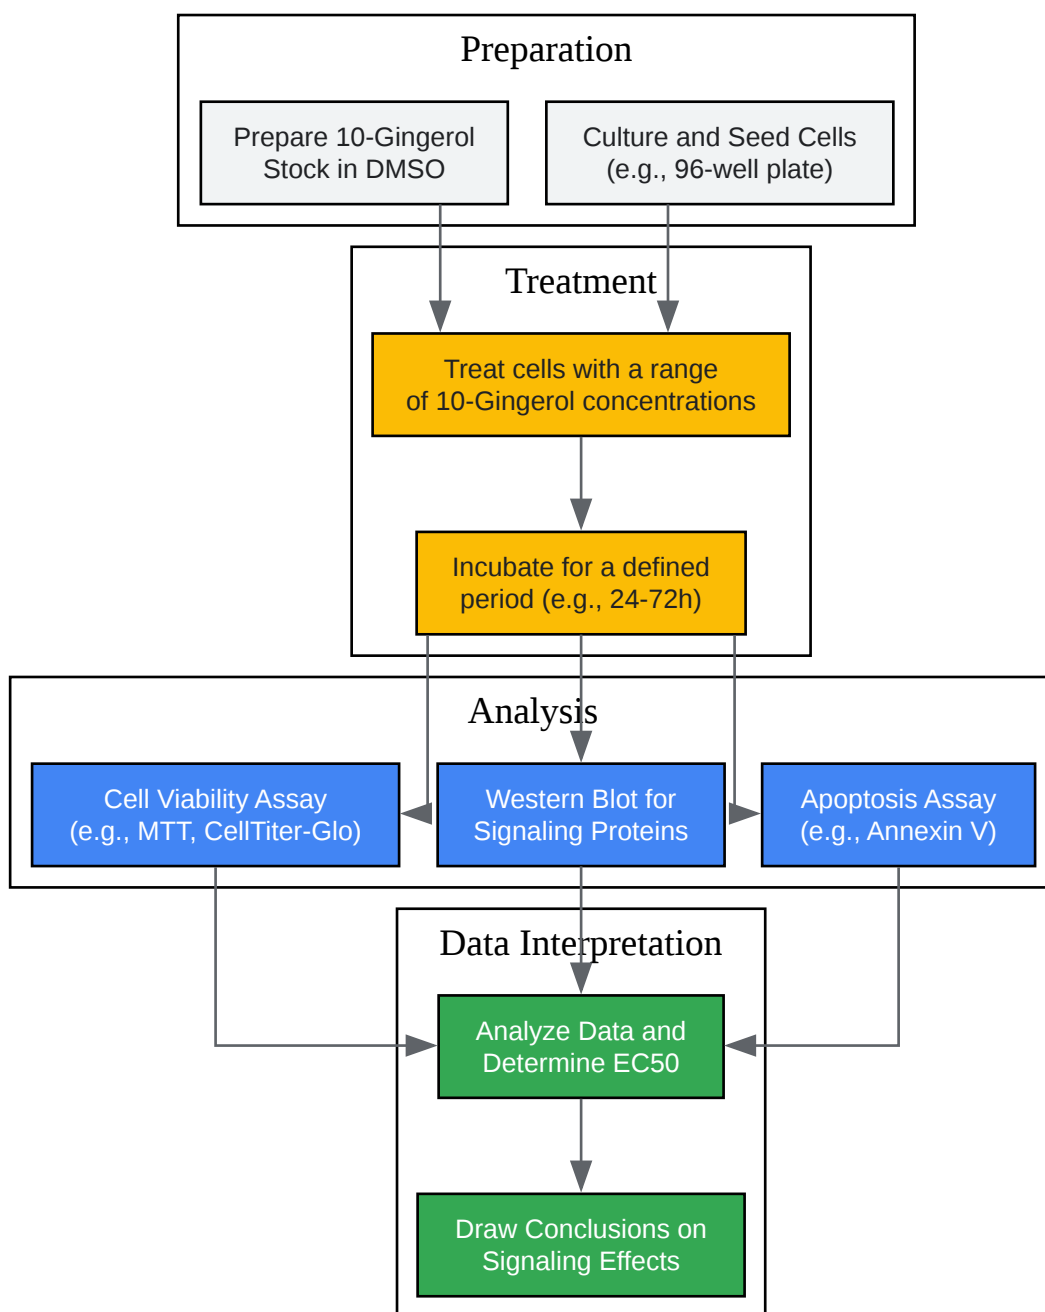 Preparation
Prepare 10-Gingerol
Stock in DMSO
Culture and Seed Cells
(e.g., 96-well plate)
Treatment
Treat cells with a range
of 10-Gingerol concentrations
Incubate for a defined
period (e.g., 24-72h)
Analysis
Cell Viability Assay
(e.g., MTT, CellTiter-Glo)
Western Blot for
Signaling Proteins
Apoptosis Assay
(e.g., Annexin V)
Data Interpretation
Analyze Data and
Determine EC50
Draw Conclusions on
Signaling Effects